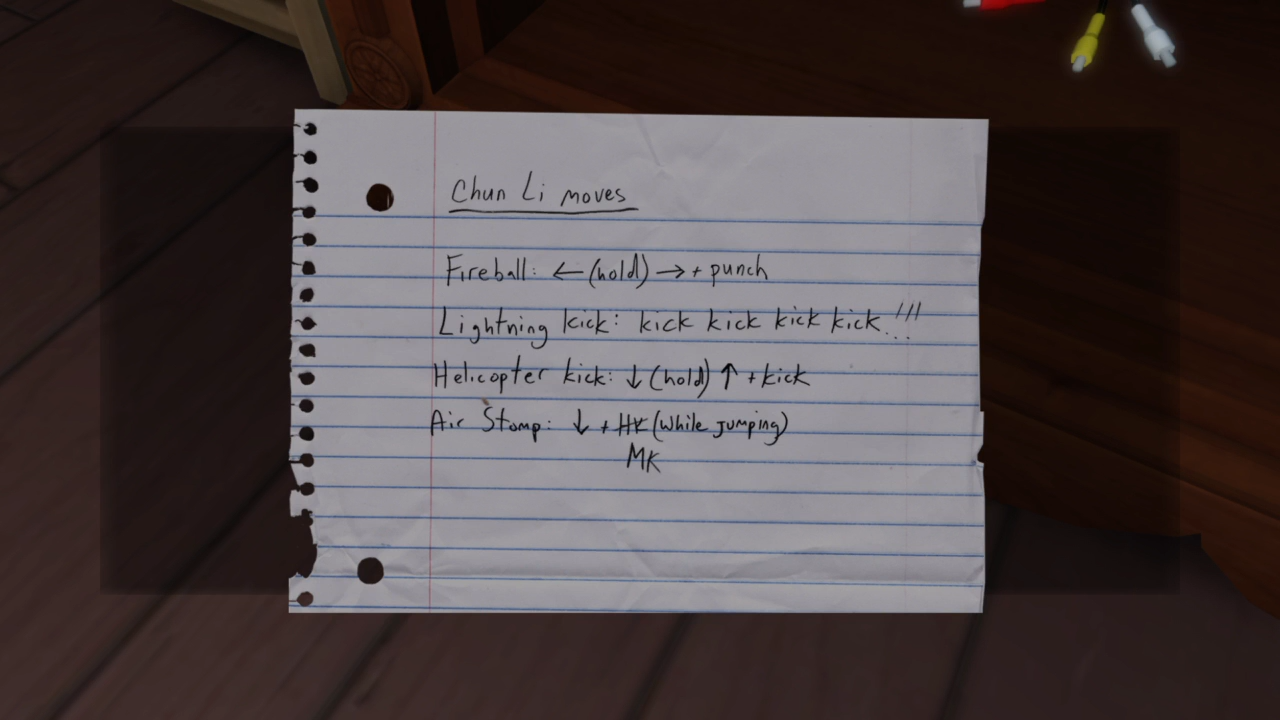 Chun Li moves
Fireball: ← (hold) → + punch
Lightning kick: kick kick kick kick!!!
Helicopter kick: ↓ (hold) ↑ + kick
Air Stomp: ↓ + HK (while jumping)
MK